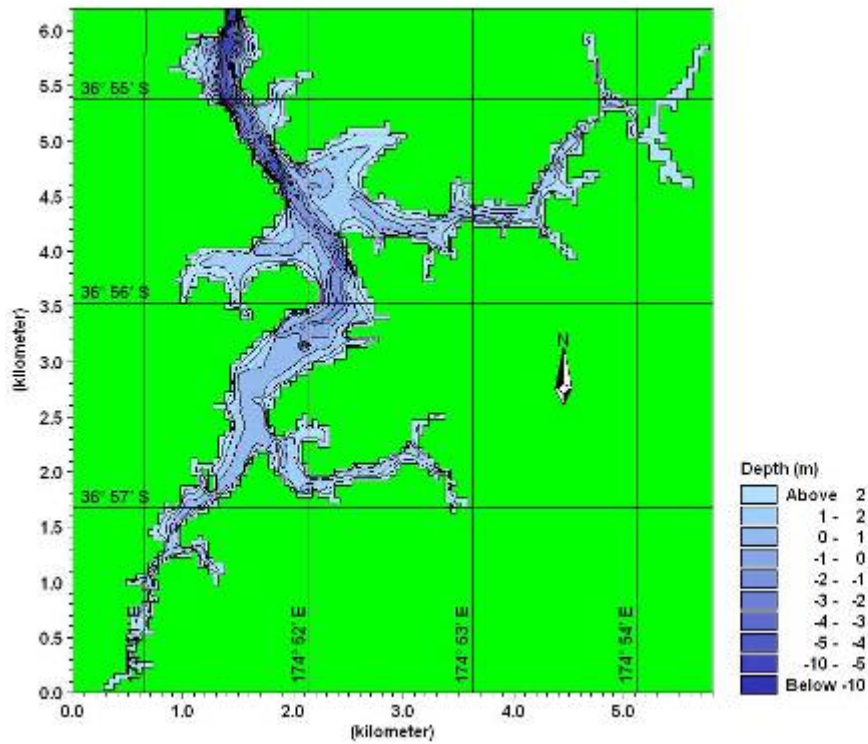 6.0
5.5
5.0
4.5
4.0
3.5
3.0
2.5
2.0
1.5
1.0
0.5
0.0
(kilometer)
36° 55' S
36° 56' S
36° 57' S
N
E
174° 52' E
174° 53' E
174° 54' E
0.0 1.0 2.0 3.0 4.0 5.0
(kilometer)
Depth (m)
Above 2
1 - 2
0 - 1
-1 - 0
-2 - -1
-3 - -2
-4 - -3
-5 - -4
-10 - -5
Below -10